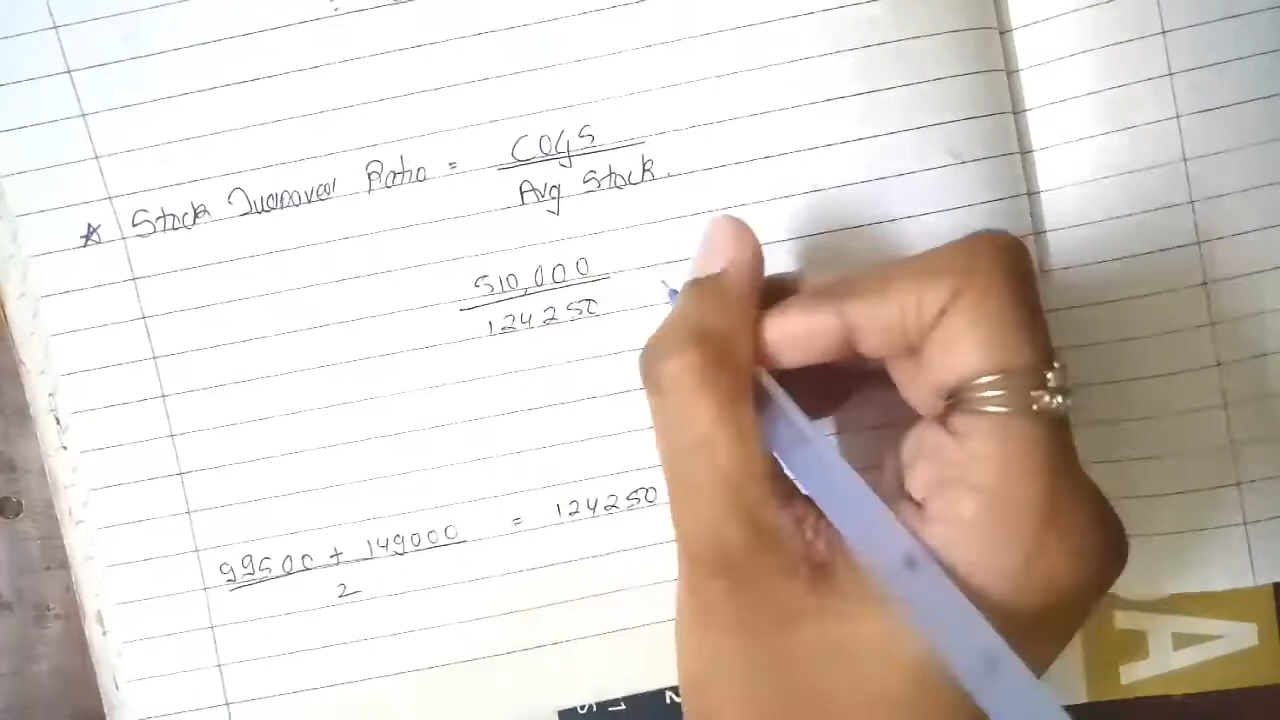 ☆ Stock Turnover Ratio = COGS / Avg Stock.
510,000
124250
99500 + 149000 = 124250
2
A